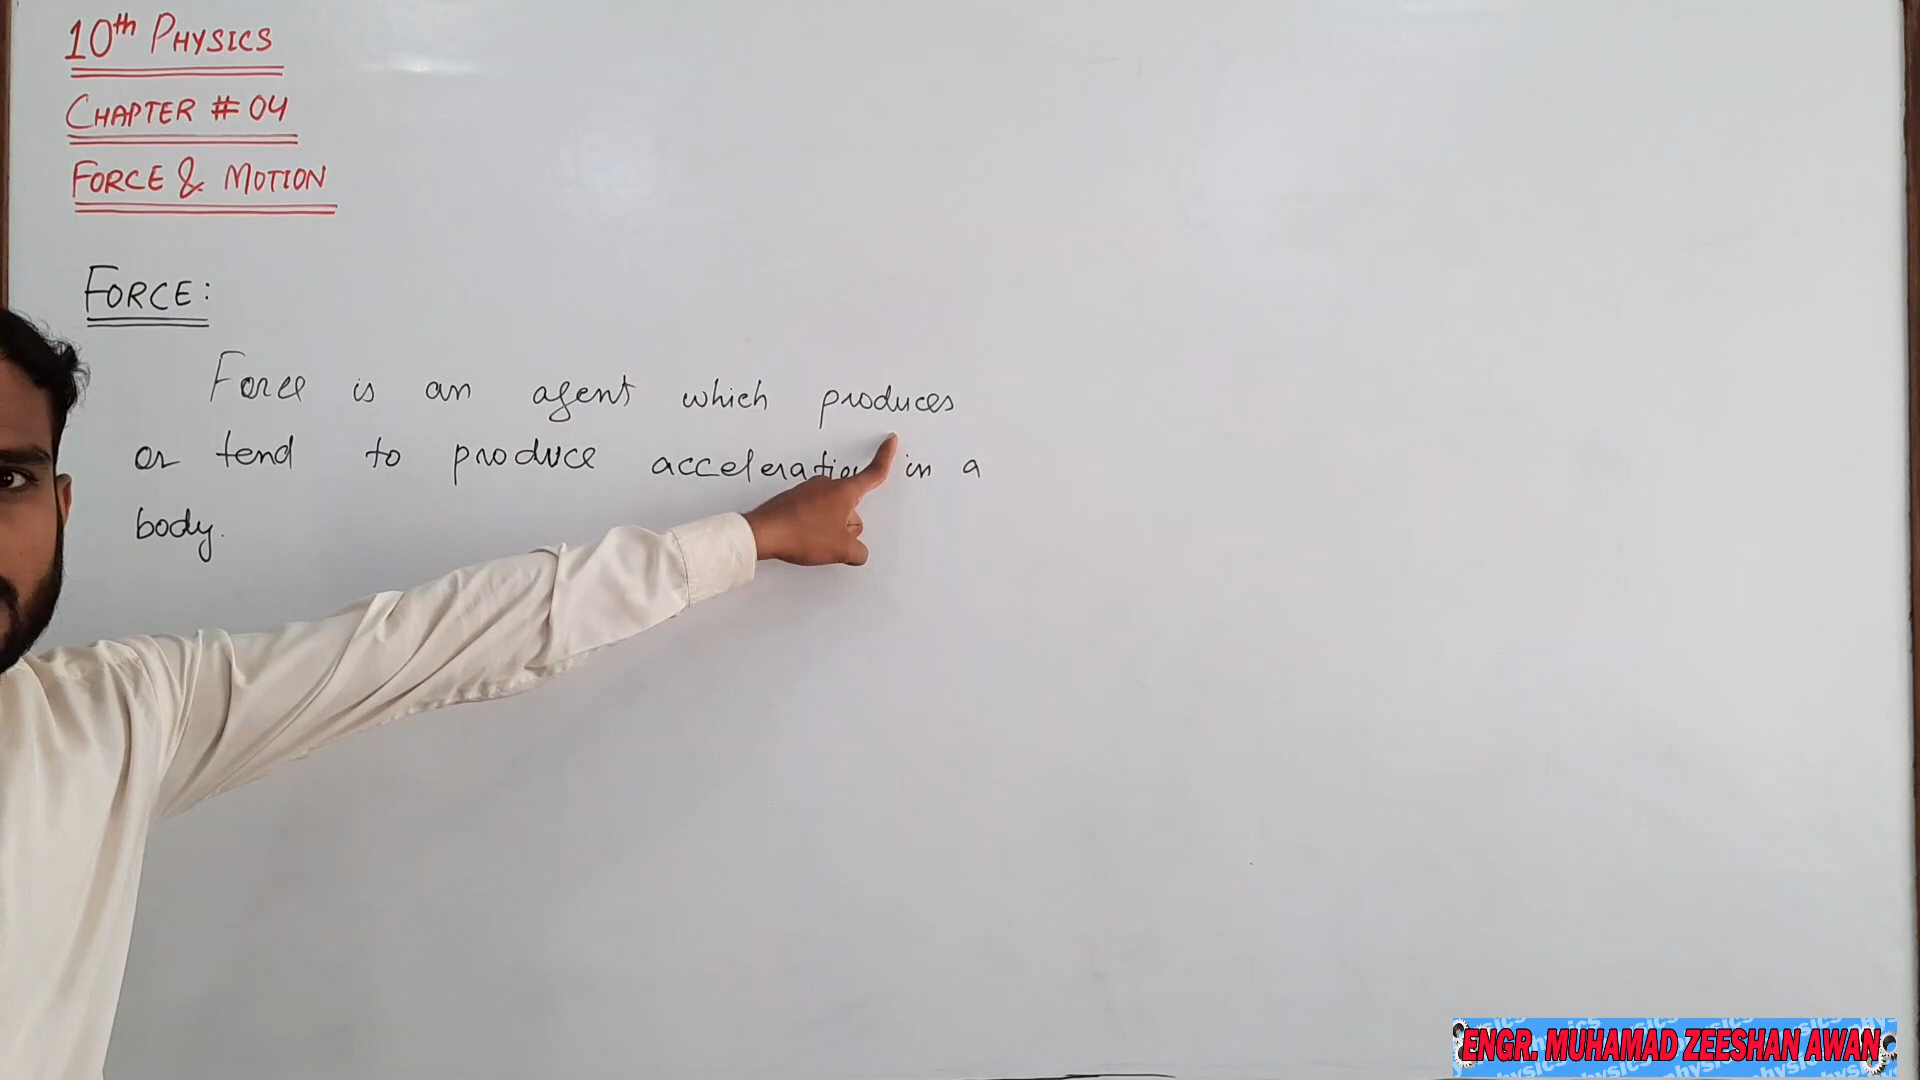 10th PHYSICS
CHAPTER # 04
FORCE & MOTION
FORCE:
Force is an agent which produces
or tend to produce acceleration in a
body.
ENGR. MUHAMAD ZEESHAN AWAN